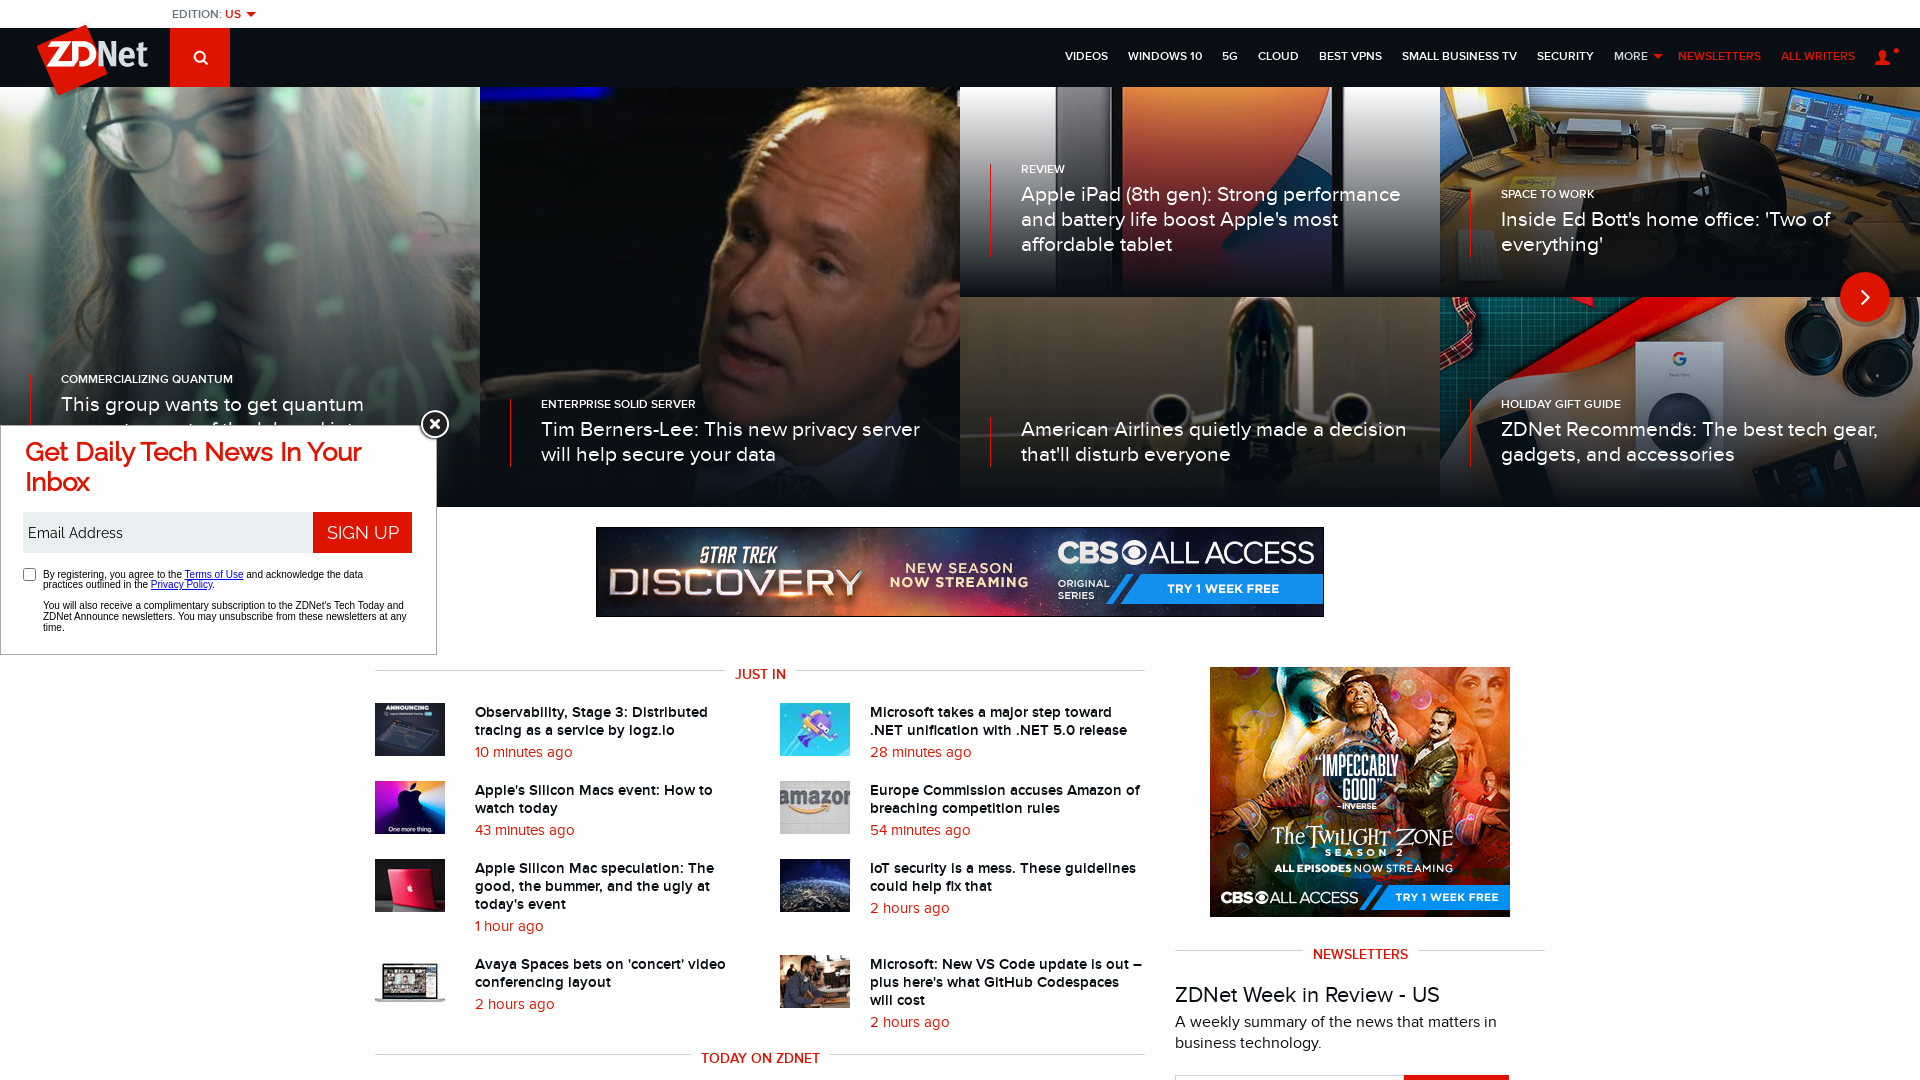 EDITION: US
ZDNet
VIDEOS WINDOWS 10 5G CLOUD BEST VPNS SMALL BUSINESS TV SECURITY MORE NEWSLETTERS ALL WRITERS
COMMERCIALIZING QUANTUM
This group wants to get quantum
ENTERPRISE SOLID SERVER
Tim Berners-Lee: This new privacy server
will help secure your data
REVIEW
Apple iPad (8th gen): Strong performance
and battery life boost Apple's most
affordable tablet
SPACE TO WORK
Inside Ed Bott's home office: 'Two of
everything'
American Airlines quietly made a decision
that'll disturb everyone
HOLIDAY GIFT GUIDE
ZDNet Recommends: The best tech gear,
gadgets, and accessories
Get Daily Tech News In Your
Inbox
Email Address
SIGN UP
By registering, you agree to the Terms of Use and acknowledge the data
practices outlined in the Privacy Policy.
You will also receive a complimentary subscription to the ZDNet's Tech Today and
ZDNet Announce newsletters. You may unsubscribe from these newsletters at any
time.
STAR TREK
DISCOVERY
NEW SEASON
NOW STREAMING
CBS ALL ACCESS
ORIGINAL
SERIES
TRY 1 WEEK FREE
JUST IN
ANNOUNCING
Observability, Stage 3: Distributed
tracing as a service by logz.io
10 minutes ago
Microsoft takes a major step toward
.NET unification with .NET 5.0 release
28 minutes ago
One more thing.
Apple's Silicon Macs event: How to
watch today
43 minutes ago
amazon
Europe Commission accuses Amazon of
breaching competition rules
54 minutes ago
Apple Silicon Mac speculation: The
good, the bummer, and the ugly at
today's event
1 hour ago
IoT security is a mess. These guidelines
could help fix that
2 hours ago
Avaya Spaces bets on 'concert' video
conferencing layout
2 hours ago
Microsoft: New VS Code update is out –
plus here's what GitHub Codespaces
will cost
2 hours ago
TODAY ON ZDNET
"IMPECCABLY
GOOD"
-INVERSE
The TWILIGHT ZONE
SEASON 2
ALL EPISODES NOW STREAMING
CBS ALL ACCESS
TRY 1 WEEK FREE
NEWSLETTERS
ZDNet Week in Review - US
A weekly summary of the news that matters in
business technology.